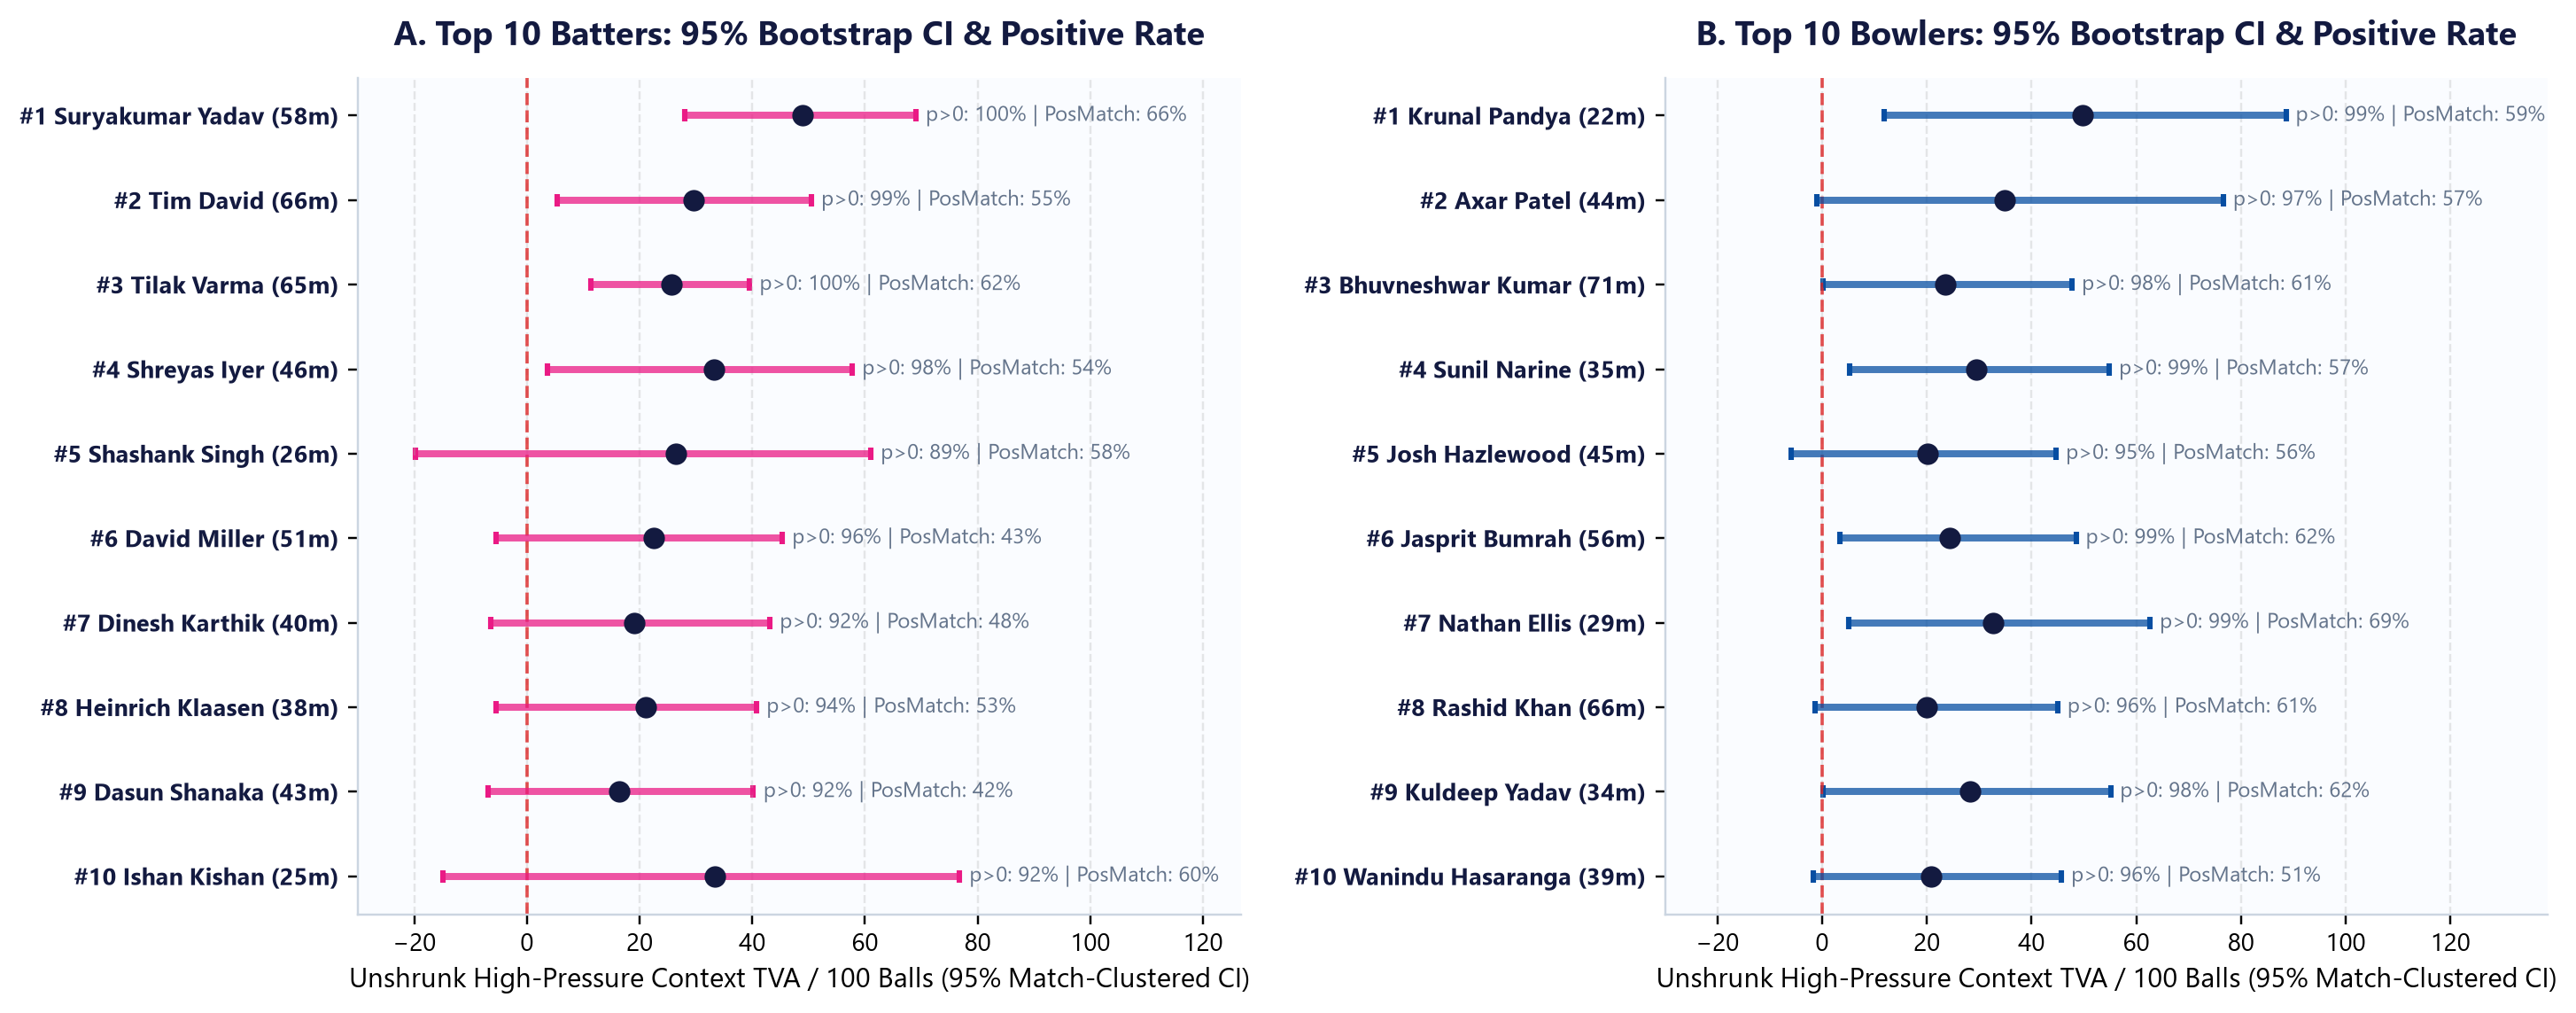 A. Top 10 Batters: 95% Bootstrap CI & Positive Rate
#1 Suryakumar Yadav (58m)
p>0: 100% | PosMatch: 66%
#2 Tim David (66m)
p>0: 99% | PosMatch: 55%
#3 Tilak Varma (65m)
p>0: 100% | PosMatch: 62%
#4 Shreyas Iyer (46m)
p>0: 98% | PosMatch: 54%
#5 Shashank Singh (26m)
p>0: 89% | PosMatch: 58%
#6 David Miller (51m)
p>0: 96% | PosMatch: 43%
#7 Dinesh Karthik (40m)
p>0: 92% | PosMatch: 48%
#8 Heinrich Klaasen (38m)
p>0: 94% | PosMatch: 53%
#9 Dasun Shanaka (43m)
p>0: 92% | PosMatch: 42%
#10 Ishan Kishan (25m)
p>0: 92% | PosMatch: 60%
−20 0 20 40 60 80 100 120
Unshrunk High-Pressure Context TVA / 100 Balls (95% Match-Clustered CI)
B. Top 10 Bowlers: 95% Bootstrap CI & Positive Rate
#1 Krunal Pandya (22m)
p>0: 99% | PosMatch: 59%
#2 Axar Patel (44m)
p>0: 97% | PosMatch: 57%
#3 Bhuvneshwar Kumar (71m)
p>0: 98% | PosMatch: 61%
#4 Sunil Narine (35m)
p>0: 99% | PosMatch: 57%
#5 Josh Hazlewood (45m)
p>0: 95% | PosMatch: 56%
#6 Jasprit Bumrah (56m)
p>0: 99% | PosMatch: 62%
#7 Nathan Ellis (29m)
p>0: 99% | PosMatch: 69%
#8 Rashid Khan (66m)
p>0: 96% | PosMatch: 61%
#9 Kuldeep Yadav (34m)
p>0: 98% | PosMatch: 62%
#10 Wanindu Hasaranga (39m)
p>0: 96% | PosMatch: 51%
−20 0 20 40 60 80 100 120
Unshrunk High-Pressure Context TVA / 100 Balls (95% Match-Clustered CI)